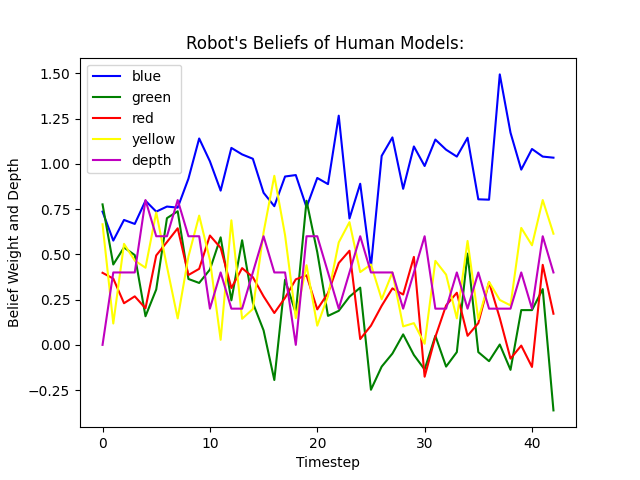 Robot's Beliefs of Human Models:
blue
green
red
yellow
depth
1.50
1.25
1.00
0.75
0.50
0.25
0.00
−0.25
Belief Weight and Depth
0 10 20 30 40
Timestep